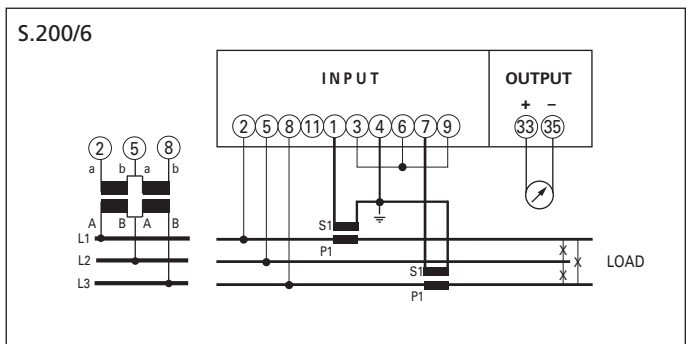 S.200/6
INPUT
OUTPUT
+ −
2 5 8 11 1 3 4 6 7 9
33 35
2 5 8
a b a b
A B A B
S1
P1
L1
L2
L3
S1
P1
LOAD